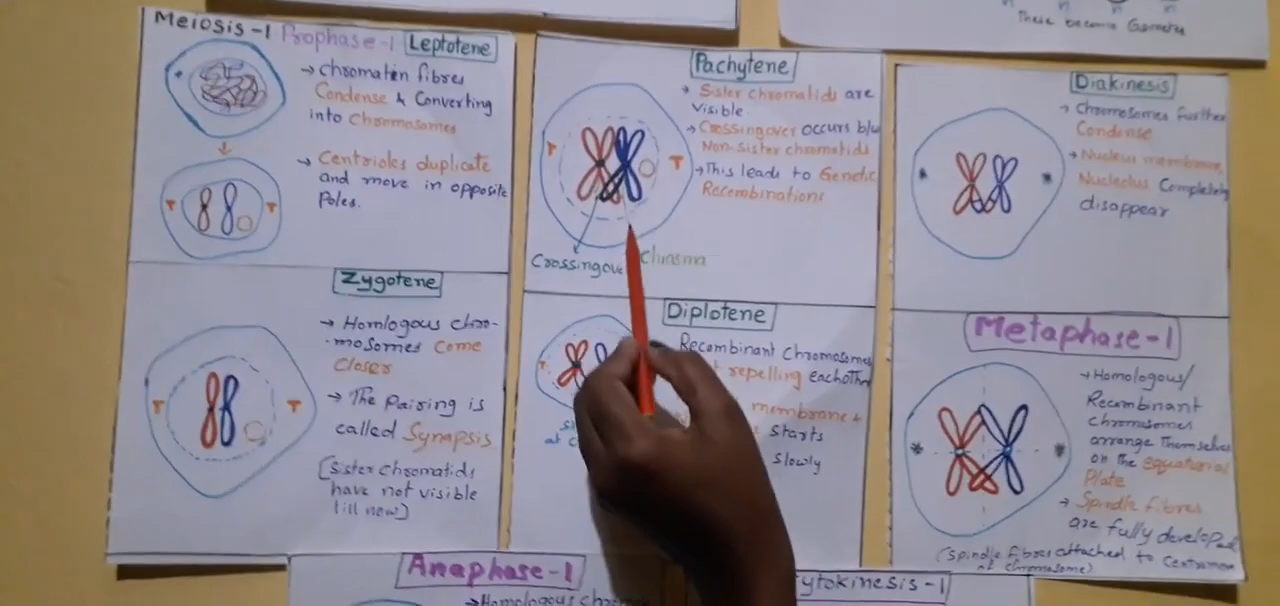 n n n
These become Gametes
Meiosis-1 Prophase-1 Leptotene
→ Chromatin fibres
Condense & Converting
into Chromosomes
→ Centrioles duplicate
and move in opposite
Poles.
Zygotene
→ Homlogous chro-
-mosomes come
Closer
→ The Pairing is
called Synapsis
[Sister chromatids
have not visible
till now]
Pachytene
→ Sister chromatids are
visible.
→ Crossingover occurs b/w
Non-sister chromatids
→ This leads to Genetic
Recombinations
Crossingove
Chiasma
Diplotene
Recombinant Chromosomes
repelling eachoth
membrane &
starts
slowly
Diakinesis
→ Chromosomes further
Condense
→ Nucleus membrane,
Nucleolus Completely
disappear
Metaphase-1
→ Homologous/
Recombinant
chromosomes
arrange themselves
on the equatorial
Plate
→ Spindle fibres
are fully developed
(Spindle fibres attached to centromere
of chromosome)
Anaphase-1
→ Homologous chro
ytokinesis-1